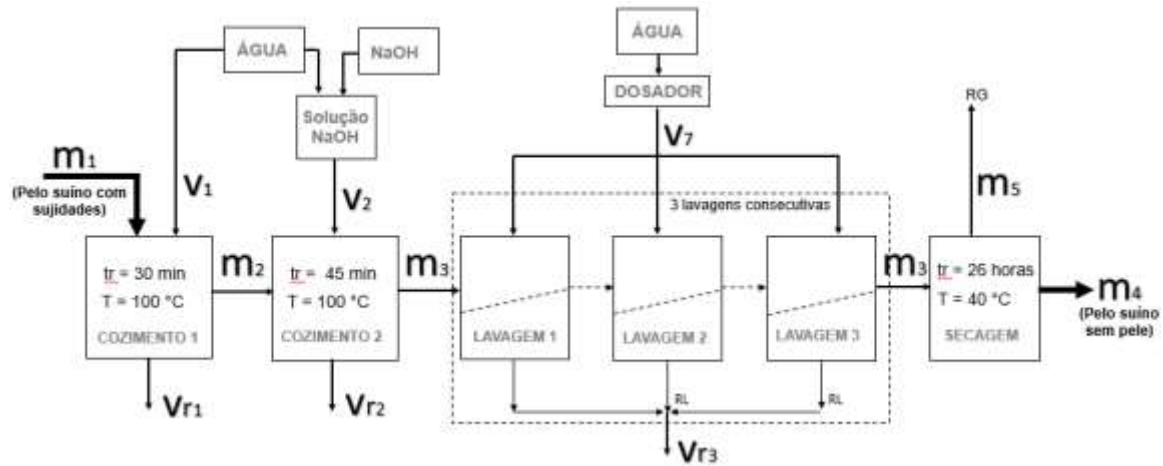 ÁGUA
NaOH
ÁGUA
DOSADOR
Solução
NaOH
RG
m1
(Pelo suíno com
sujidades)
V1
V2
V7
m5
3 lavagens consecutivas
tr = 30 min
T = 100 °C
COZIMENTO 1
m2
tr = 45 min
T = 100 °C
COZIMENTO 2
m3
LAVAGEM 1
LAVAGEM 2
LAVAGEM 3
m3
tr = 26 horas
T = 40 °C
SECAGEM
m4
(Pelo suíno
sem pele)
RL
RL
Vr1
Vr2
Vr3